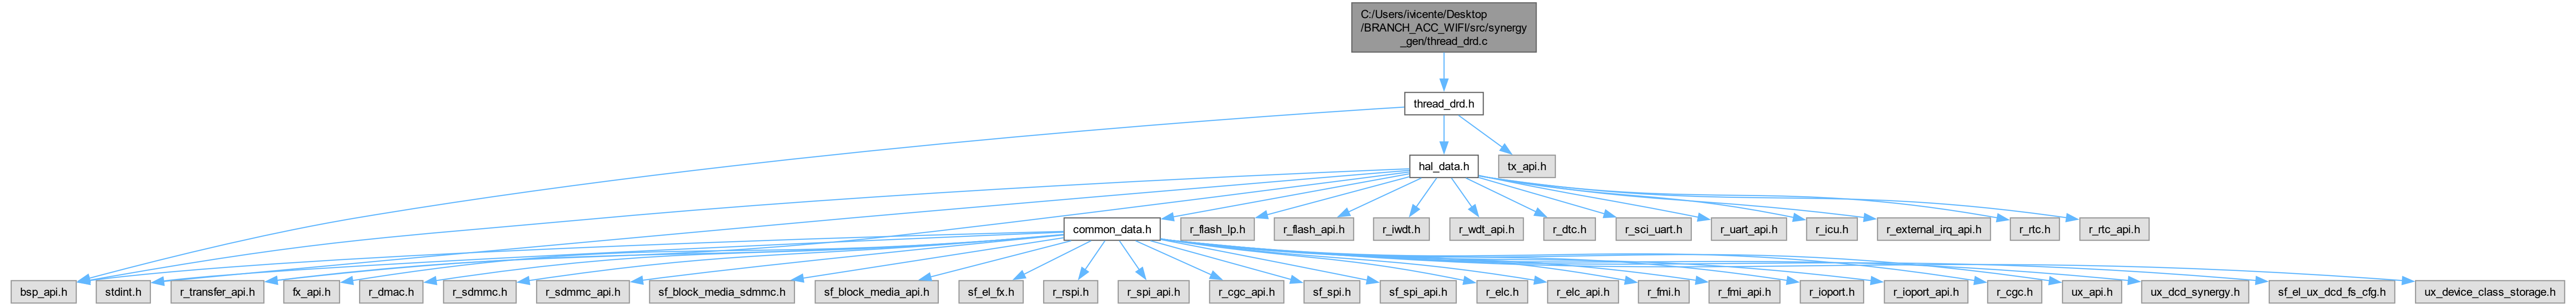 C:/Users/ivicente/Desktop
/BRANCH_ACC_WIFI/src/synergy
_gen/thread_drd.c
thread_drd.h
hal_data.h
tx_api.h
common_data.h
r_flash_lp.h
r_flash_api.h
r_iwdt.h
r_wdt_api.h
r_dtc.h
r_sci_uart.h
r_uart_api.h
r_icu.h
r_external_irq_api.h
r_rtc.h
r_rtc_api.h
bsp_api.h
stdint.h
r_transfer_api.h
fx_api.h
r_dmac.h
r_sdmmc.h
r_sdmmc_api.h
sf_block_media_sdmmc.h
sf_block_media_api.h
sf_el_fx.h
r_rspi.h
r_spi_api.h
r_cgc_api.h
sf_spi.h
sf_spi_api.h
r_elc.h
r_elc_api.h
r_fmi.h
r_fmi_api.h
r_ioport.h
r_ioport_api.h
r_cgc.h
ux_api.h
ux_dcd_synergy.h
sf_el_ux_dcd_fs_cfg.h
ux_device_class_storage.h